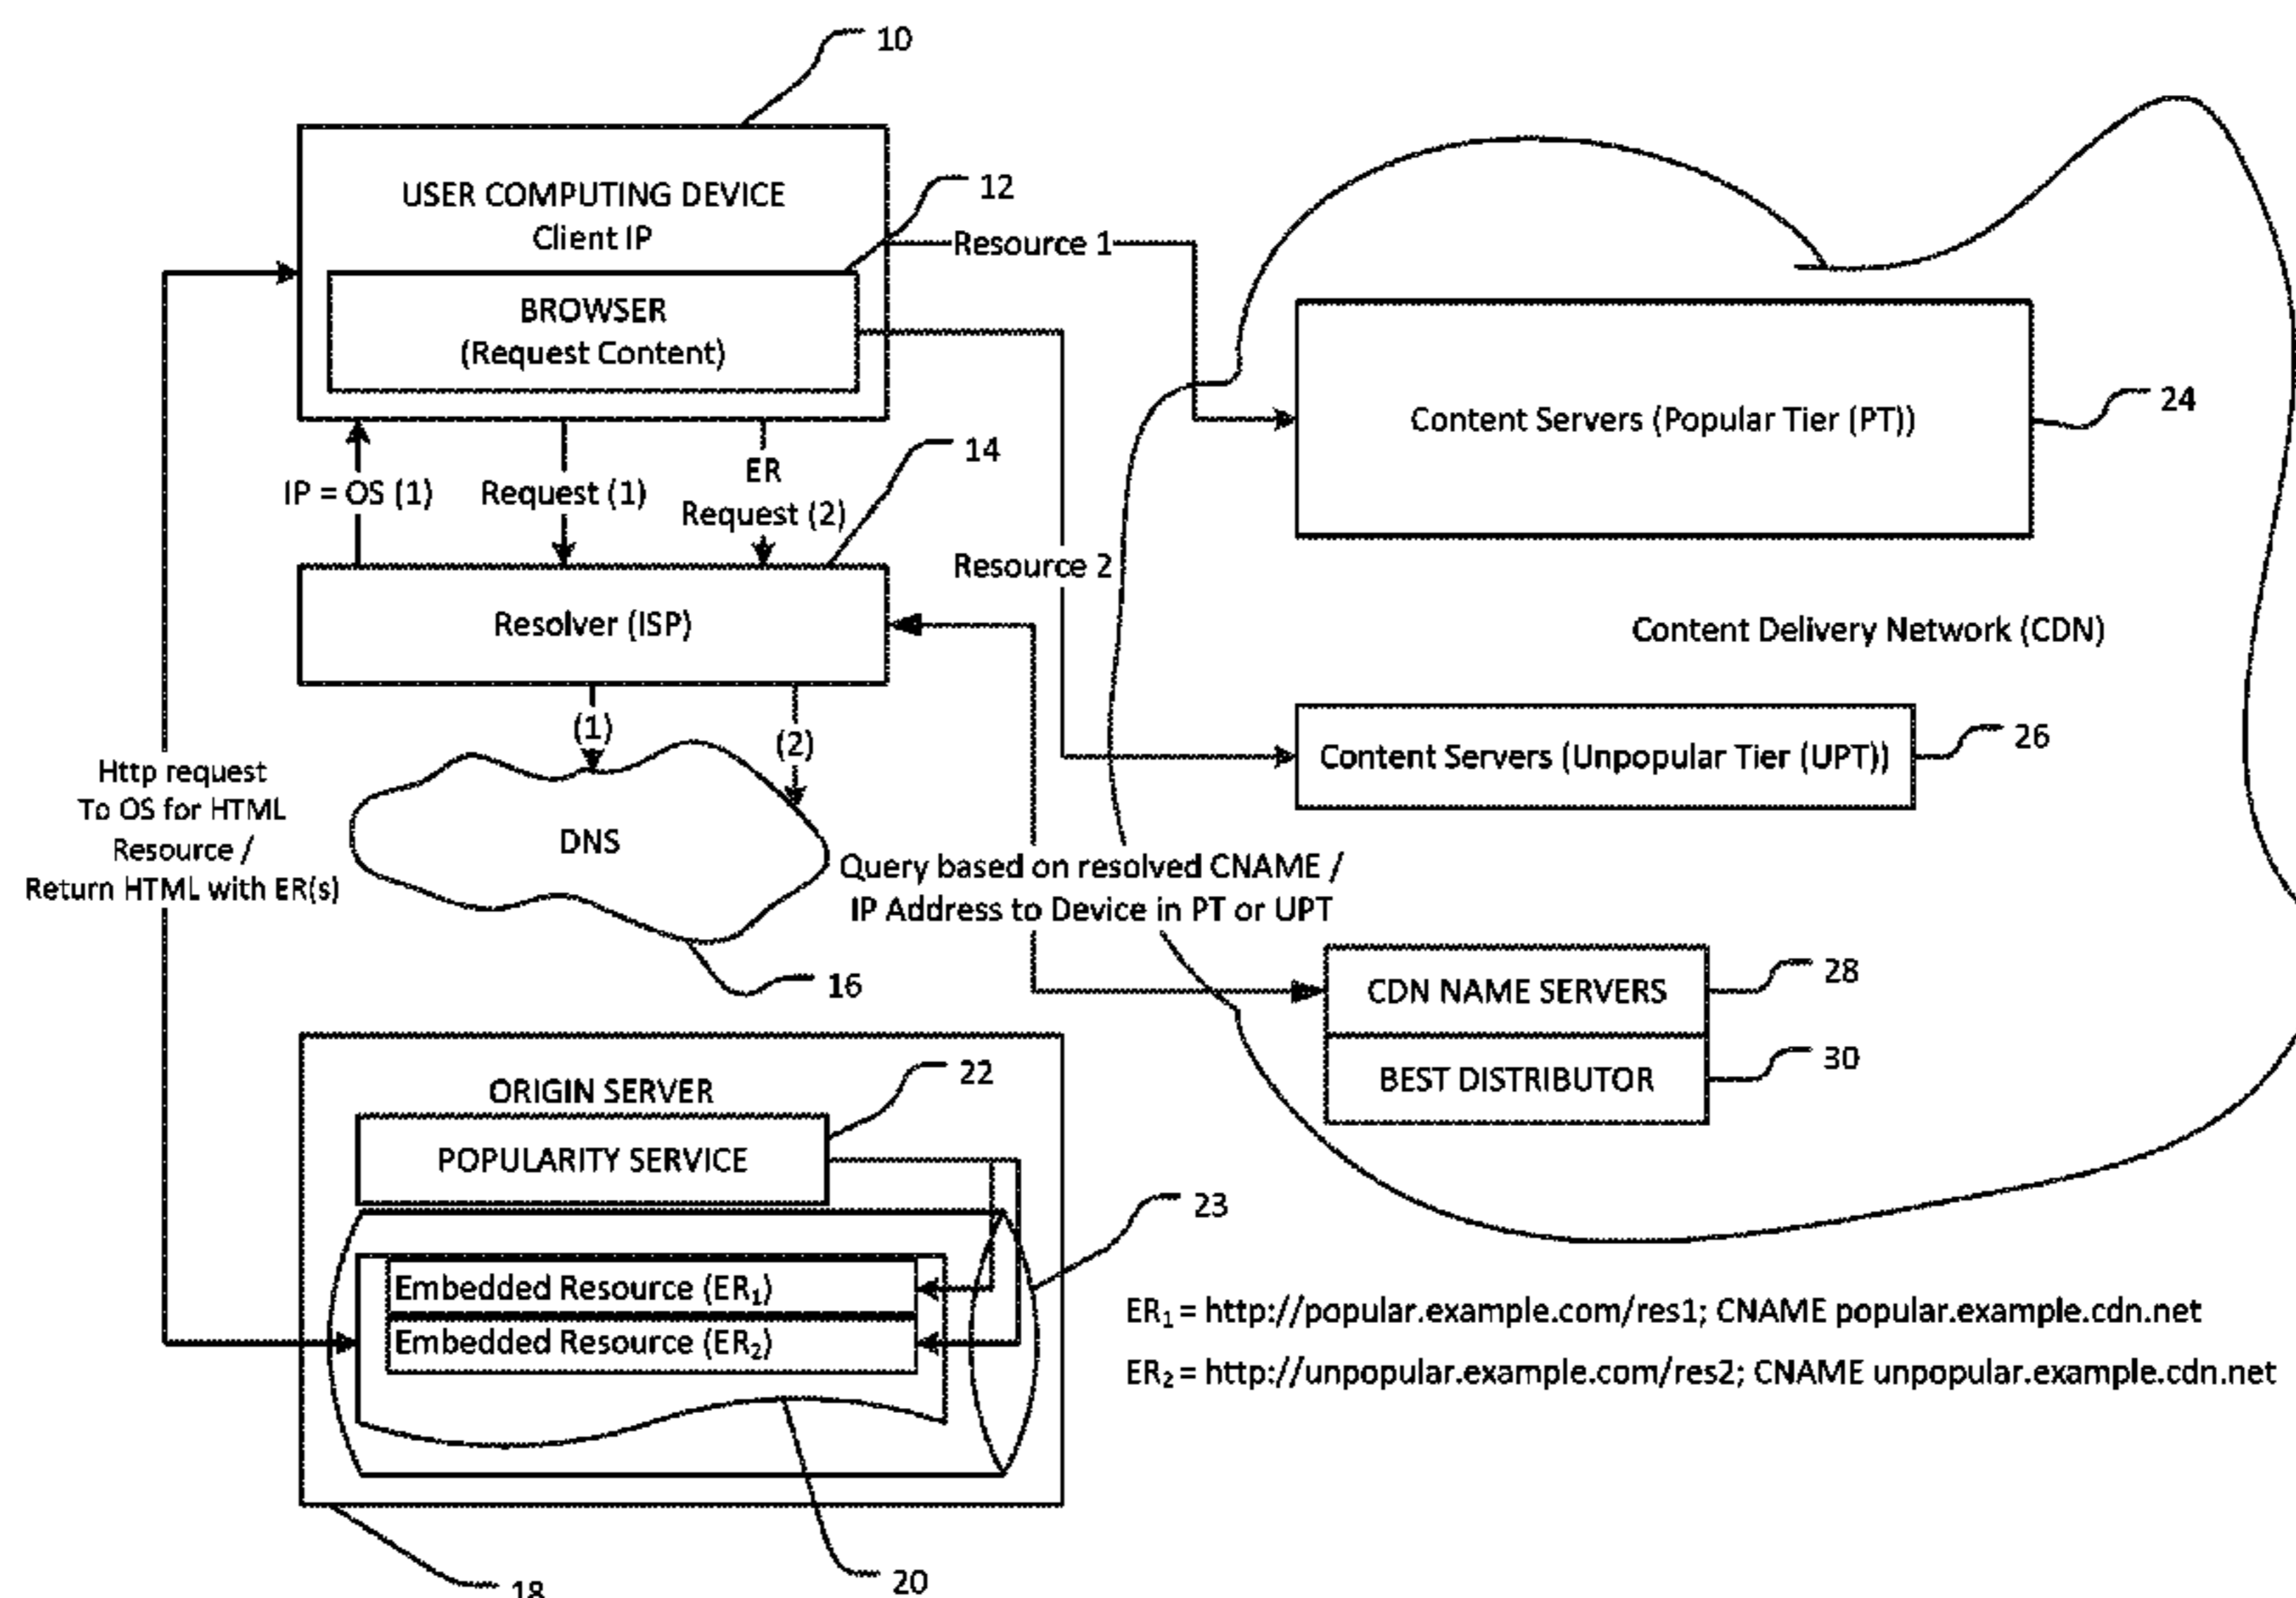 10
USER COMPUTING DEVICE
Client IP
12
Resource 1
BROWSER
(Request Content)
Content Servers (Popular Tier (PT))
24
14
IP = OS (1)
Request (1)
ER
Request (2)
Resource 2
Resolver (ISP)
Content Delivery Network (CDN)
(1)
(2)
Content Servers (Unpopular Tier (UPT))
26
Http request
To OS for HTML
Resource /
Return HTML with ER(s)
DNS
Query based on resolved CNAME /
IP Address to Device in PT or UPT
16
CDN NAME SERVERS
28
BEST DISTRIBUTOR
30
ORIGIN SERVER
22
POPULARITY SERVICE
23
Embedded Resource (ER₁)
Embedded Resource (ER₂)
ER₁ = http://popular.example.com/res1; CNAME popular.example.cdn.net
ER₂ = http://unpopular.example.com/res2; CNAME unpopular.example.cdn.net
20
18